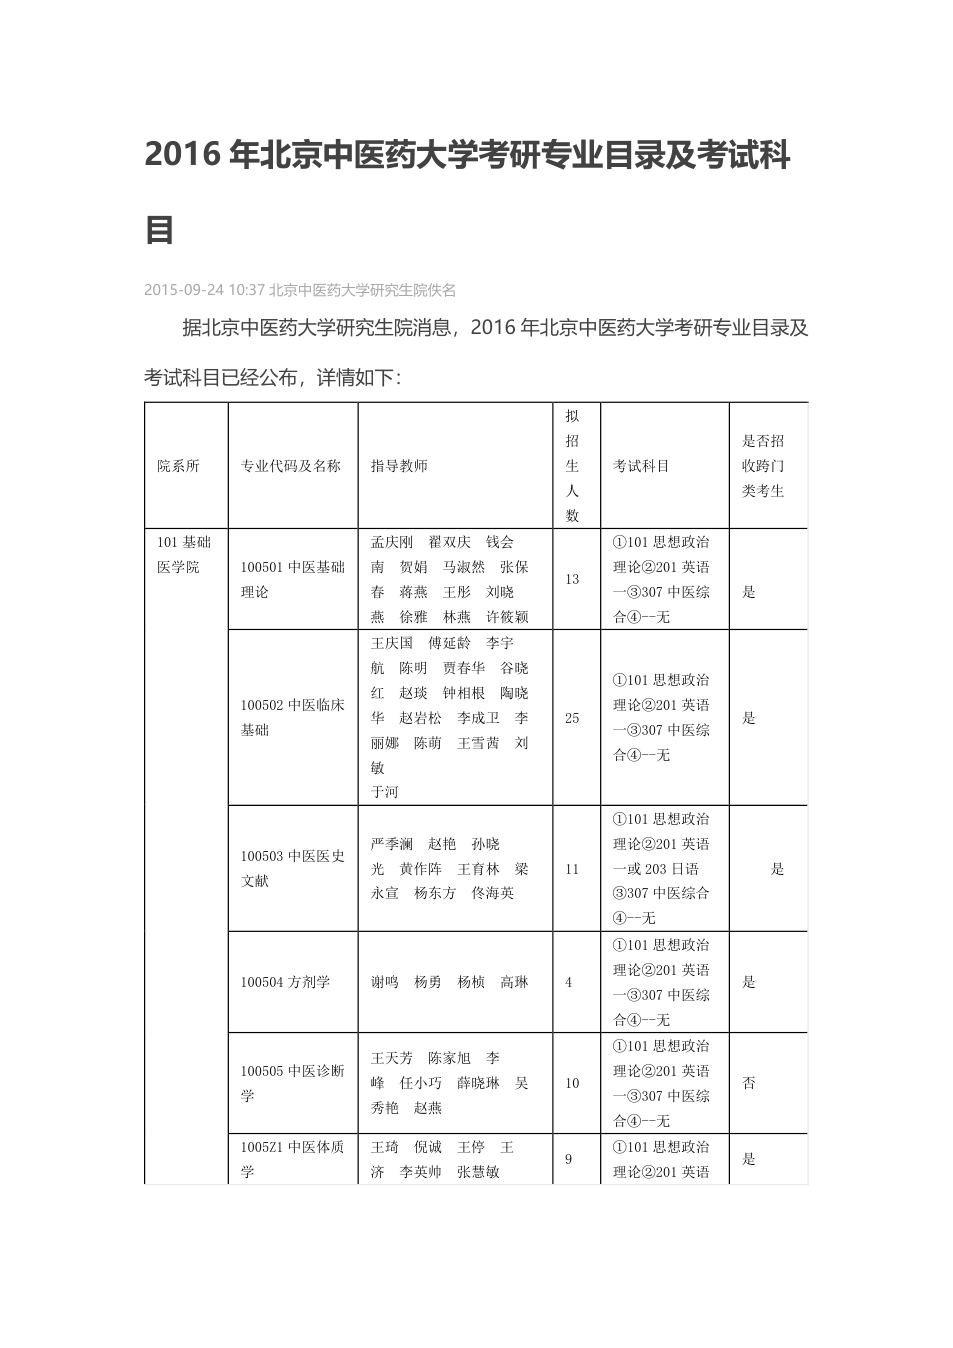 2016 年北京中医药大学考研专业目录及考试科
目
2015-09-24 10:37 北京中医药大学研究生院佚名
据北京中医药大学研究生院消息，2016 年北京中医药大学考研专业目录及
考试科目已经公布，详情如下：
院系所
专业代码及名称
指导教师
拟
招
生
人
数
考试科目
是否招
收跨门
类考生
101 基础
医学院
100501 中医基础
理论
孟庆刚 翟双庆 钱会
南 贺娟 马淑然 张保
春 蒋燕 王彤 刘晓
燕 徐雅 林燕 许筱颖
13
①101 思想政治
理论②201 英语
一③307 中医综
合④--无
是
100502 中医临床
基础
王庆国 傅延龄 李宇
航 陈明 贾春华 谷晓
红 赵琰 钟相根 陶晓
华 赵岩松 李成卫 李
丽娜 陈萌 王雪茜 刘
敏
于河
25
①101 思想政治
理论②201 英语
一③307 中医综
合④--无
是
100503 中医医史
文献
严季澜 赵艳 孙晓
光 黄作阵 王育林 梁
永宣 杨东方 佟海英
11
①101 思想政治
理论②201 英语
一或 203 日语
③307 中医综合
④--无
是
100504 方剂学
谢鸣 杨勇 杨桢 高琳
4
①101 思想政治
理论②201 英语
一③307 中医综
合④--无
是
100505 中医诊断
学
王天芳 陈家旭 李
峰 任小巧 薛晓琳 吴
秀艳 赵燕
10
①101 思想政治
理论②201 英语
一③307 中医综
合④--无
否
1005Z1 中医体质
学
王琦 倪诚 王停 王
济 李英帅 张慧敏
9
①101 思想政治
理论②201 英语
是